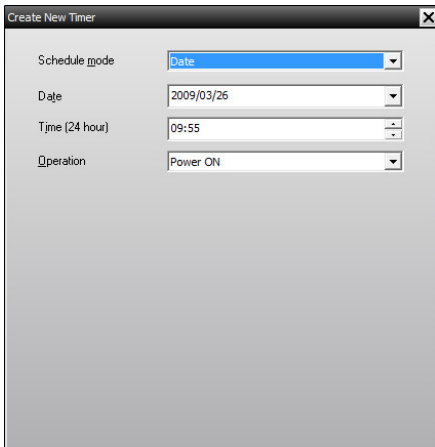 Create New Timer
Schedule mode Date
Date 2009/03/26
Time (24 hour) 09:55
Operation Power ON